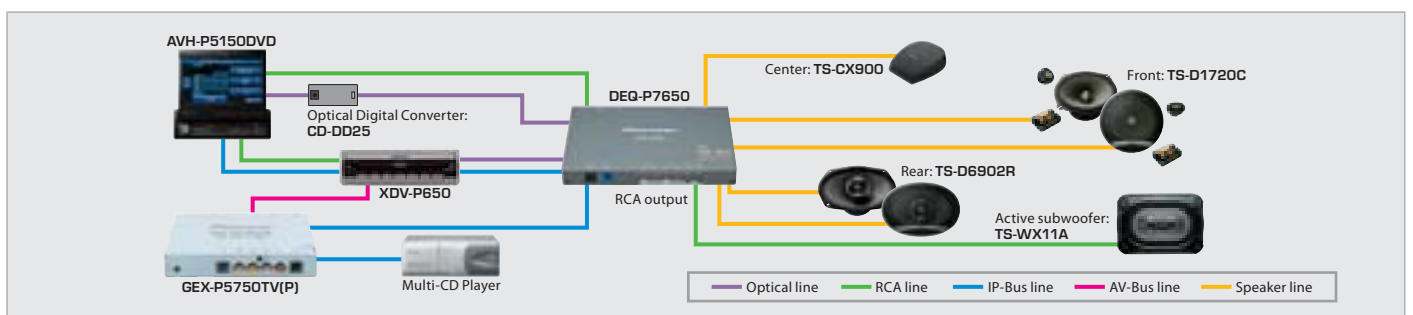 AVH-P5150DVD
Optical Digital Converter:
CD-DD25
XDV-P650
GEX-P5750TV(P)
Multi-CD Player
DEQ-P7650
RCA output
Center: TS-CX900
Front: TS-D1720C
Rear: TS-D6902R
Active subwoofer:
TS-WX11A
Optical line
RCA line
IP-Bus line
AV-Bus line
Speaker line